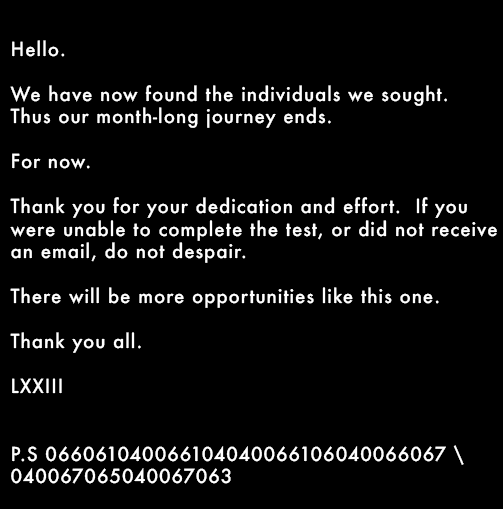 Hello.
We have now found the individuals we sought.
Thus our month-long journey ends.
For now.
Thank you for your dedication and effort.  If you
were unable to complete the test, or did not receive
an email, do not despair.
There will be more opportunities like this one.
Thank you all.
LXXIII
P.S 0660610400661040400661060400660​67 \
040067065040067063